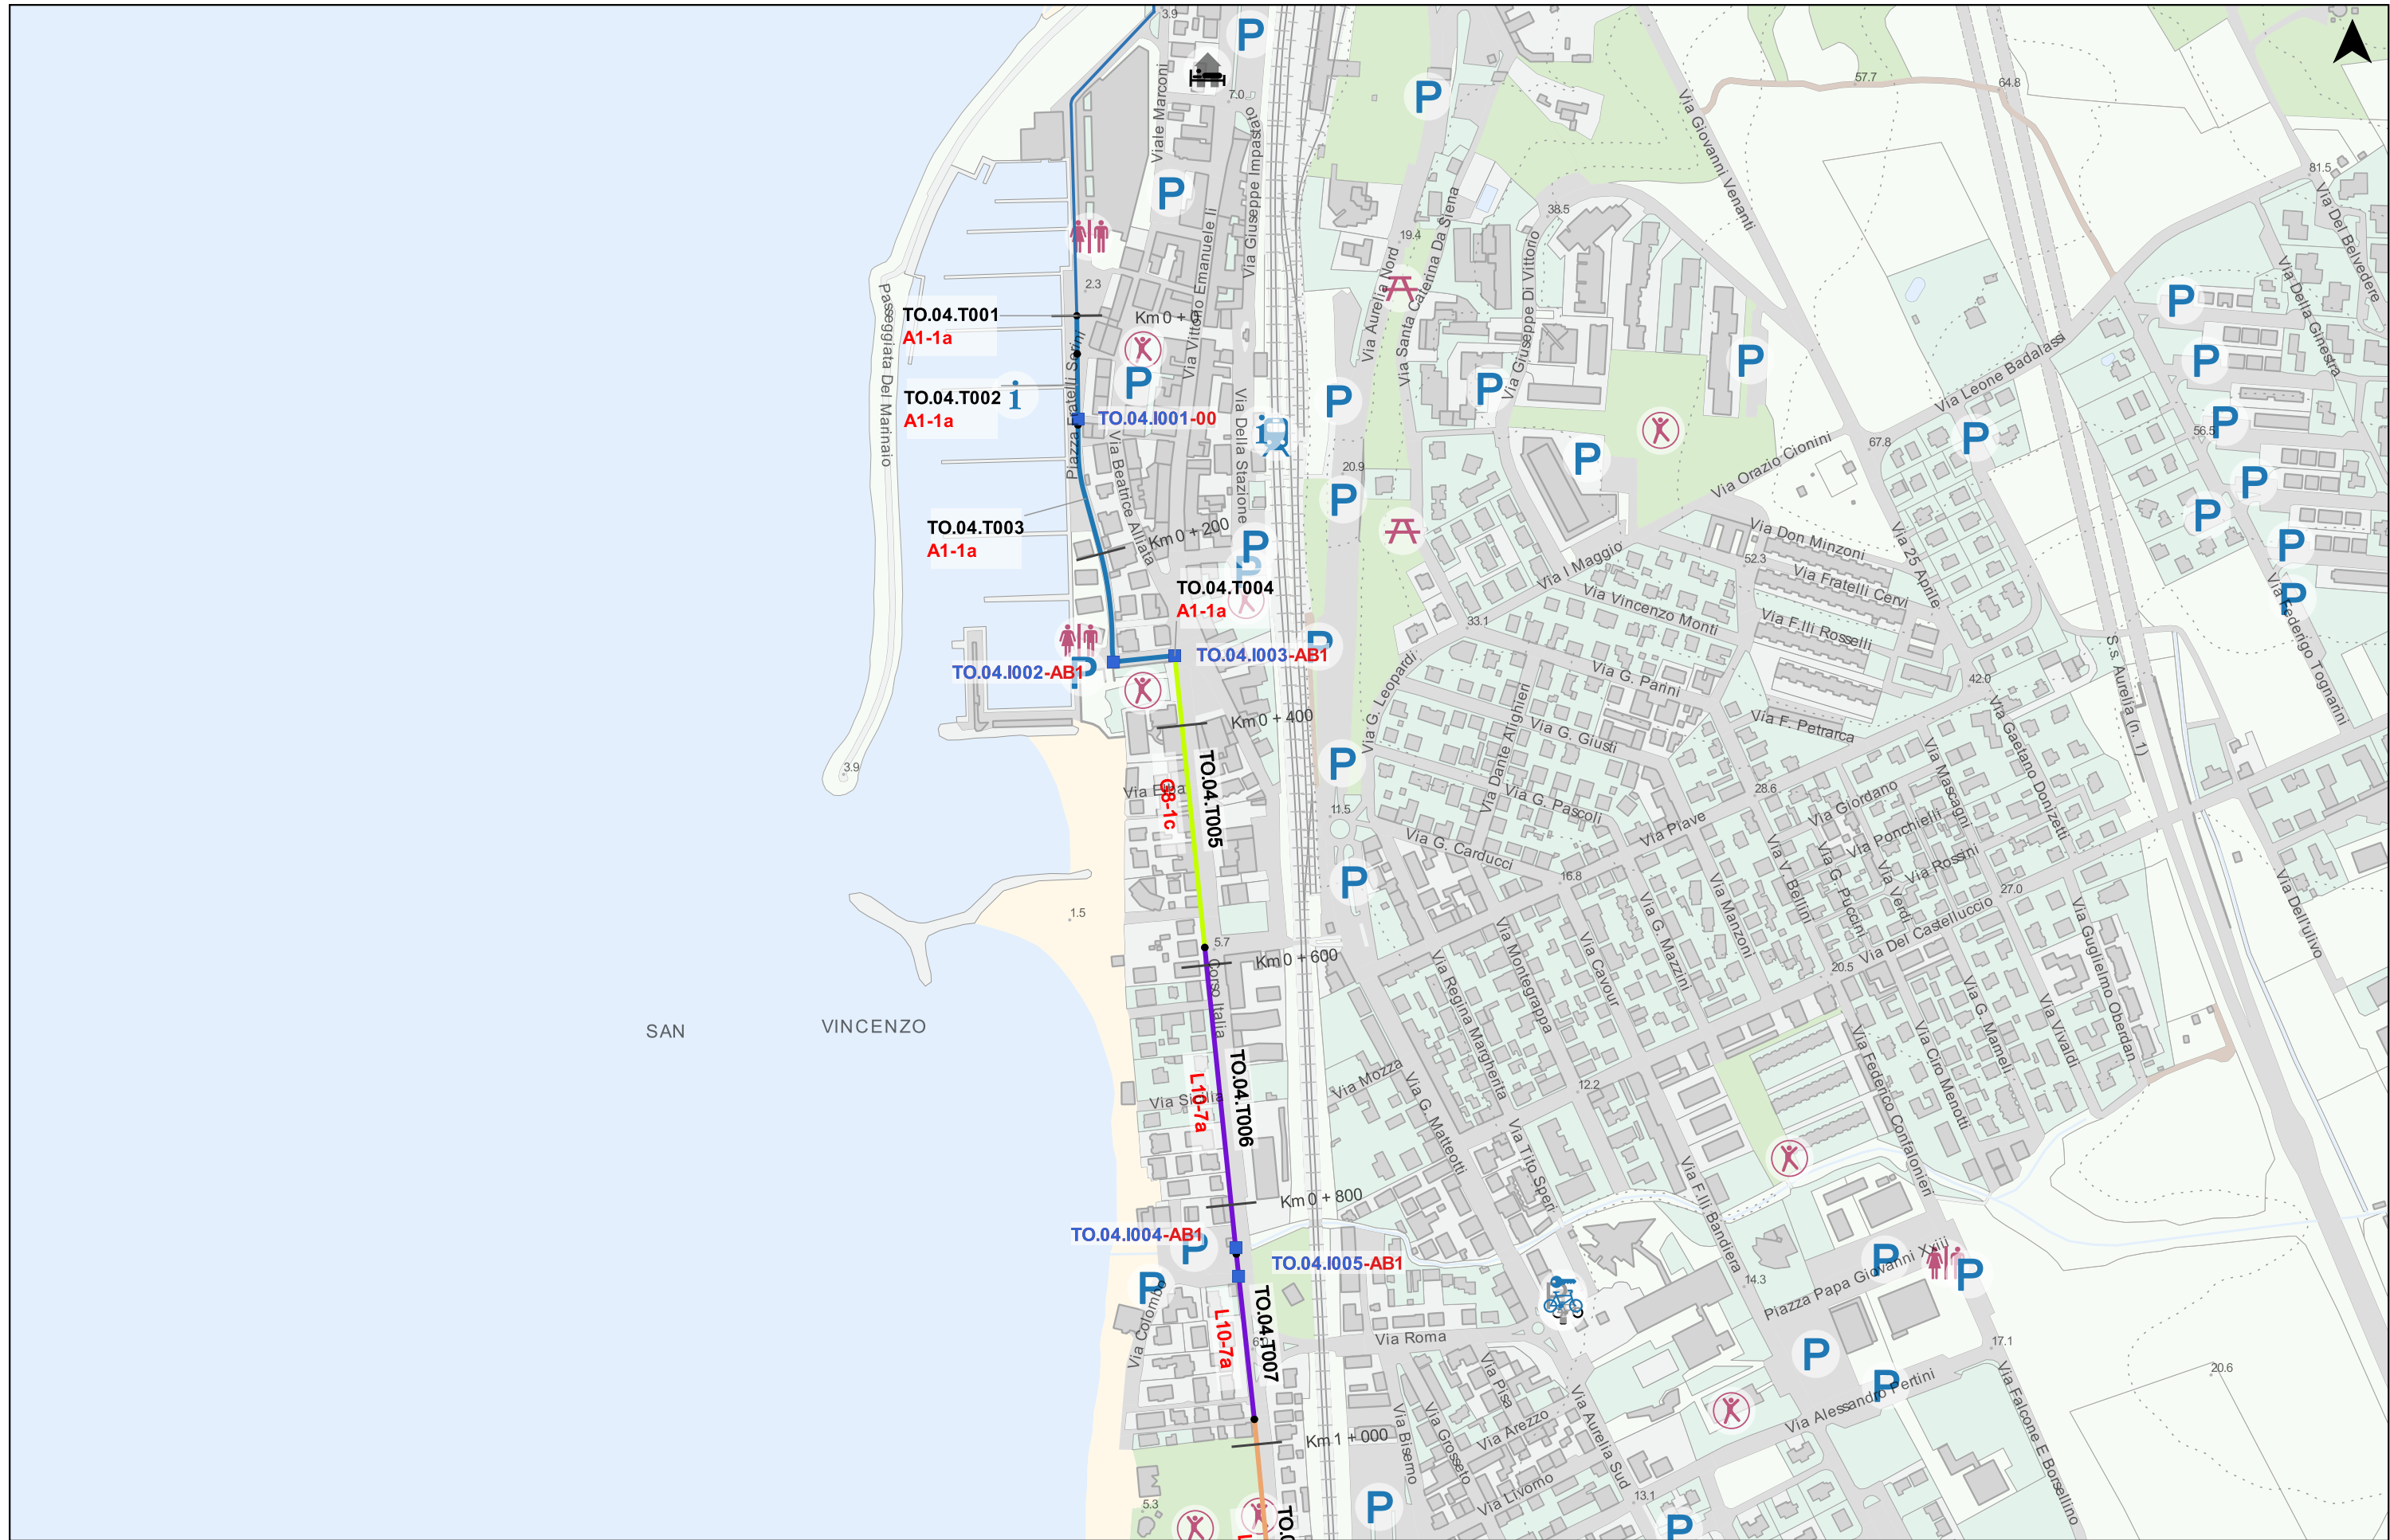 3.9
P
Viale Marconi
7.0
P
Via Giuseppe Impastato
P
Via Giovanni Venanti
57.7
64.8
81.5
Via Del Belvedere
38.5
19.4
Via Aurelia Nord
Via Santa Caterina Da Siena
Via Giuseppe Di Vittorio
Via Vittorio Emanuele Ii
2.3
Passeggiata Del Marinaio
TO.04.T001
A1-1a
Km 0 + 0
P
P
Via Della Ginestra
P
P
Via Leone Badalassi
TO.04.T002
A1-1a
i
Piazza Fratelli Serini
P
TO.04.I001-00
Via Della Stazione
i
P
P
P
67.8
56.5
P
Via Orazio Cionini
P
20.9
P
P
P
TO.04.T003
A1-1a
Via Beatrice Alliata
Km 0 + 200
P
P
Via Don Minzoni
52.3
Via 25 Aprile
P
Via I Maggio
Via Fratelli Cervi
P
Via Federigo Tognarini
TO.04.T004
A1-1a
Via Vincenzo Monti
Via F.lli Rosselli
33.1
P
TO.04.I002-AB1
P
TO.04.I003-AB1
Via G. Leopardi
Via G. Parini
42.0
S.s. Aurelia (n. 1)
Km 0 + 400
Via Dante Alighieri
Via G. Giusti
Via F. Petrarca
Via Gaetano Donizetti
3.9
P
TO.04.T005
G8-1c
11.5
Via G. Pascoli
28.6
Via Giordano
Via Mascagni
Via Piave
Via Ponchielli
Via G. Carducci
Via V. Bellini
Via G. Puccini
Via Verdi
Via Rossini
P
16.8
27.0
Via Manzoni
Via Dell'ulivo
1.5
5.7
Via G. Mazzini
Via Del Castelluccio
Via Guglielmo Oberdan
Km 0 + 600
Via Montegrappa
Via Cavour
20.5
Corso Italia
Via Regina Margherita
Via G. Mameli
Via Vivaldi
SAN
VINCENZO
TO.04.T006
L10-7a
Via Sicilia
Via Mozza
Via G. Matteotti
12.2
Via Federico Confalonieri
Via Ciro Menotti
Via Tito Speri
Via F.lli Bandiera
Km 0 + 800
TO.04.I004-AB1
P
TO.04.I005-AB1
P
Piazza Papa Giovanni Xxiii
P
P
14.3
Via Colombo
TO.04.T007
L10-7a
Via Roma
17.1
P
20.6
Via Pisa
P
Via Alessandro Pertini
Via Falcone E Borsellino
Via Biserno
Via Grosseto
Via Arezzo
Via Aurelia Sud
Km 1 + 000
Via Livorno
13.1
5.3
P
P